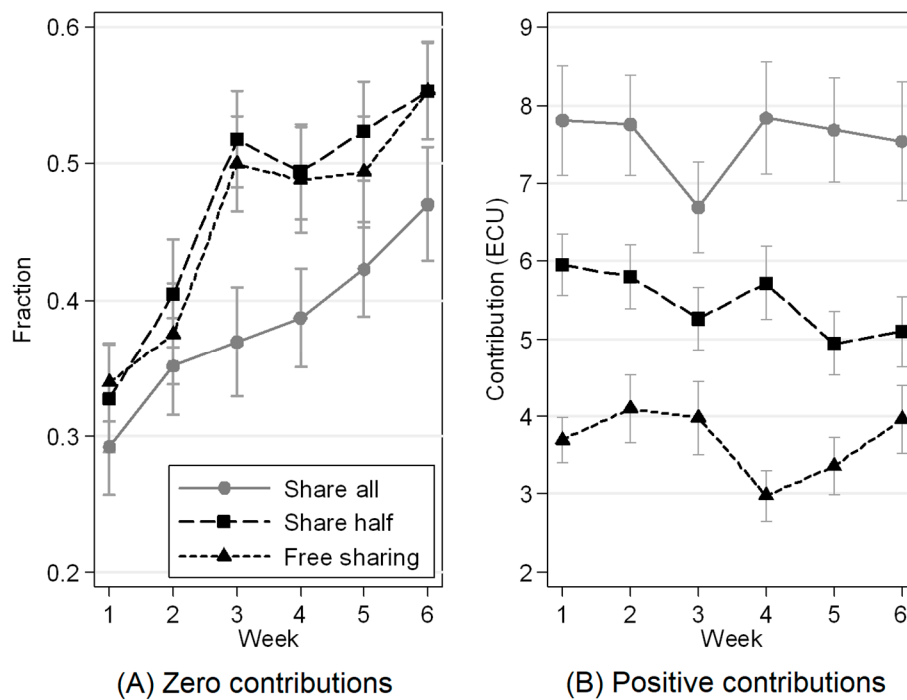 0.6
0.5
0.4
0.3
0.2
Fraction
1 2 3 4 5 6
Week
Share all
Share half
Free sharing
(A) Zero contributions
9
8
7
6
5
4
3
2
Contribution (ECU)
1 2 3 4 5 6
Week
(B) Positive contributions